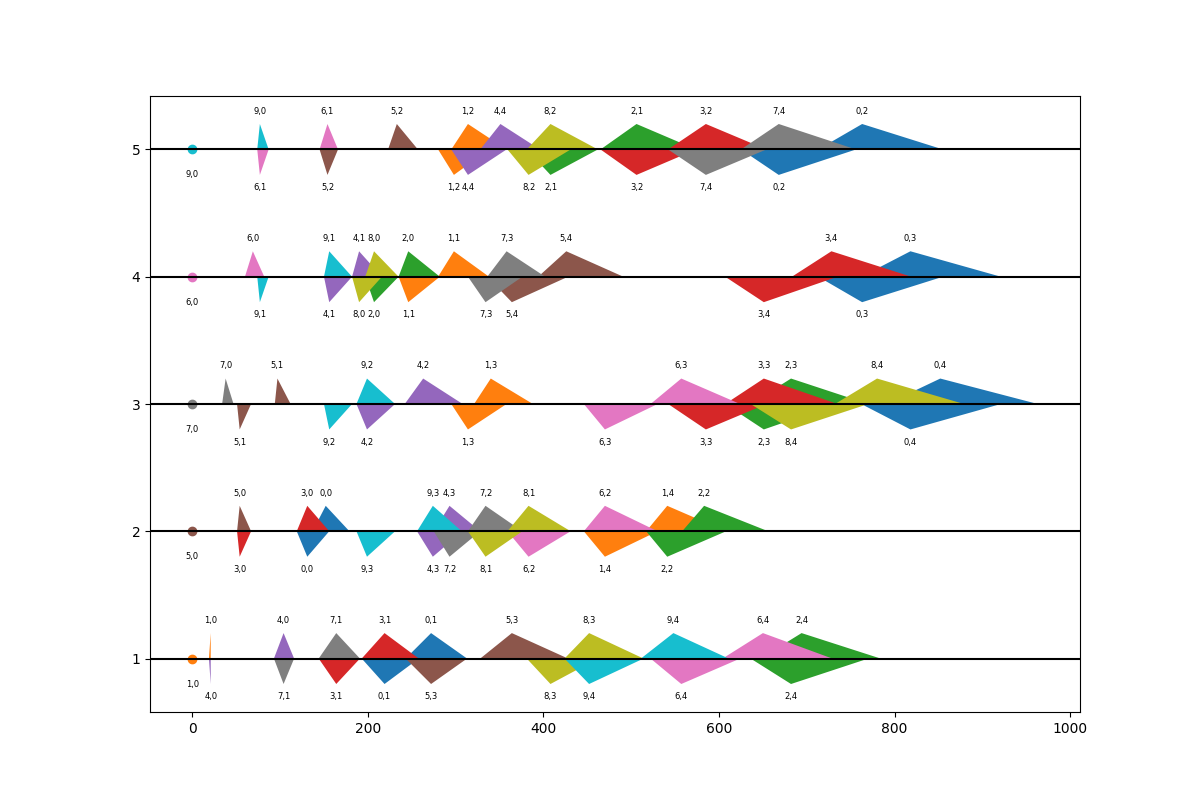 9,0 6,1 5,2 1,2 4,4 8,2 2,1 3,2 7,4 0,2
5
9,0 6,1 5,2 1,2 4,4 8,2 2,1 3,2 7,4 0,2
6,0 9,1 4,1 8,0 2,0 1,1 7,3 5,4 3,4 0,3
4
6,0 9,1 4,1 8,0 2,0 1,1 7,3 5,4 3,4 0,3
7,0 5,1 9,2 4,2 1,3 6,3 3,3 2,3 8,4 0,4
3
7,0 5,1 9,2 4,2 1,3 6,3 3,3 2,3 8,4 0,4
5,0 3,0 0,0 9,3 4,3 7,2 8,1 6,2 1,4 2,2
2
5,0 3,0 0,0 9,3 4,3 7,2 8,1 6,2 1,4 2,2
1,0 4,0 7,1 3,1 0,1 5,3 8,3 9,4 6,4 2,4
1
1,0 4,0 7,1 3,1 0,1 5,3 8,3 9,4 6,4 2,4
0 200 400 600 800 1000